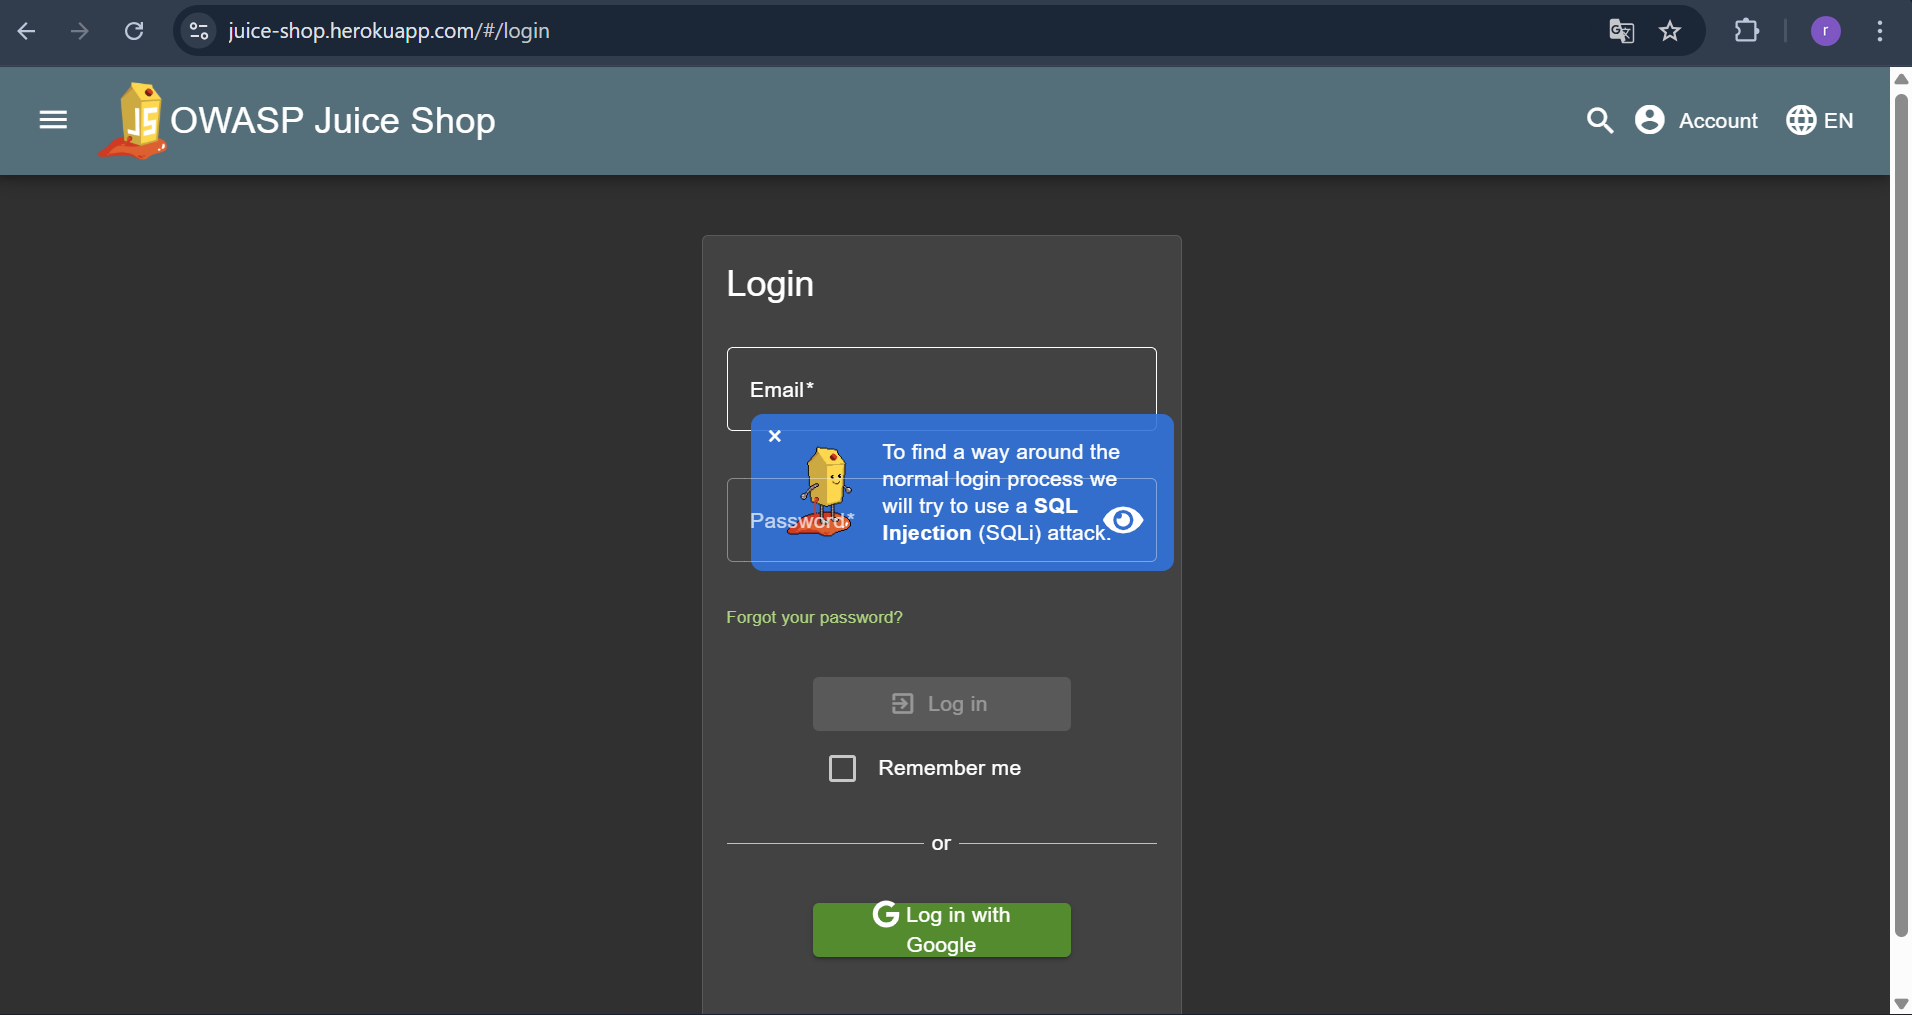 juice-shop.herokuapp.com/#/login
r
JS
OWASP Juice Shop
Account
EN
Login
Email*
×
To find a way around the
normal login process we
will try to use a SQL
Injection (SQLi) attack.
Password*
Forgot your password?
Log in
Remember me
or
G Log in with
Google